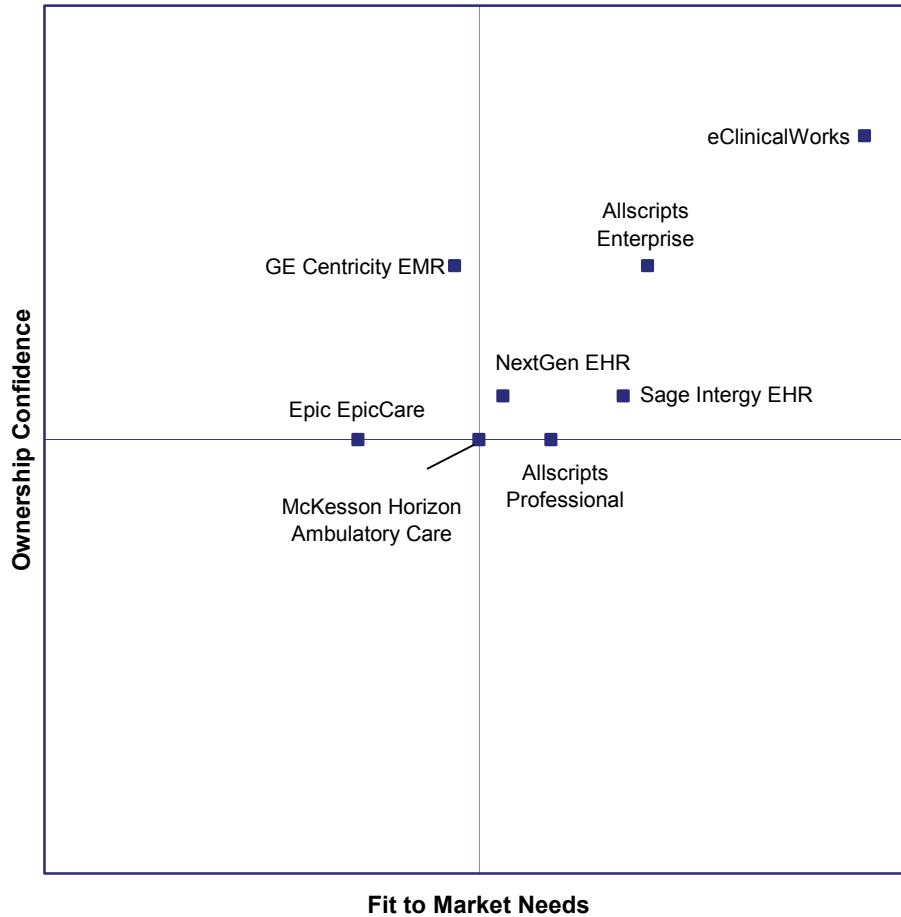 eClinicalWorks
Allscripts
Enterprise
GE Centricity EMR
NextGen EHR
Sage Intergy EHR
Epic EpicCare
Allscripts
Professional
McKesson Horizon
Ambulatory Care
Ownership Confidence
Fit to Market Needs